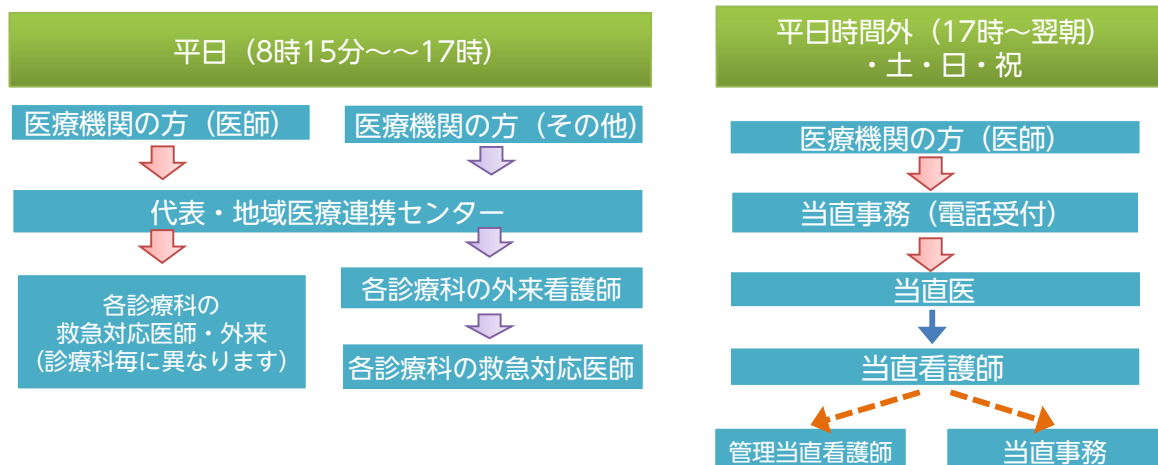 平日（8時15分～～17時）
医療機関の方（医師）
医療機関の方（その他）
代表・地域医療連携センター
各診療科の
救急対応医師・外来
（診療科毎に異なります）
各診療科の外来看護師
各診療科の救急対応医師
平日時間外（17時～翌朝）
・土・日・祝
医療機関の方（医師）
当直事務（電話受付）
当直医
当直看護師
管理当直看護師
当直事務